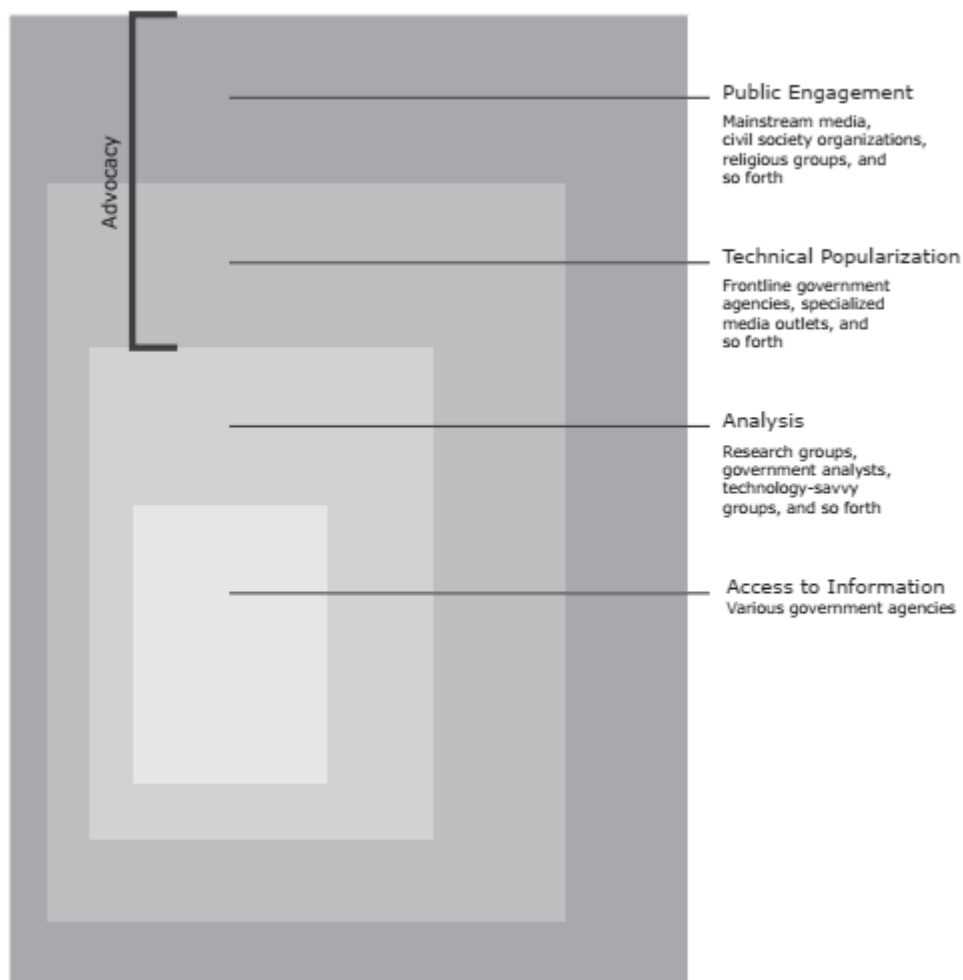 Advocacy
Public Engagement
Mainstream media,
civil society organizations,
religious groups, and
so forth
Technical Popularization
Frontline government
agencies, specialized
media outlets, and
so forth
Analysis
Research groups,
government analysts,
technology-savvy
groups, and so forth
Access to Information
Various government agencies